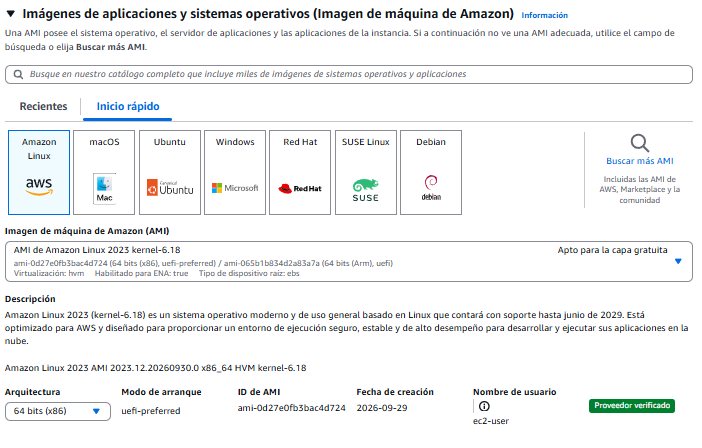 Imágenes de aplicaciones y sistemas operativos (Imagen de máquina de Amazon) Información
Una AMI posee el sistema operativo, el servidor de aplicaciones y las aplicaciones de la instancia. Si a continuación no ve una AMI adecuada, utilice el campo de
búsqueda o elija Buscar más AMI.
Busque en nuestro catálogo completo que incluye miles de imágenes de sistemas operativos y aplicaciones
Recientes
Inicio rápido
Amazon
Linux
aws
macOS
Mac
Ubuntu
Canonical
Ubuntu
Windows
Microsoft
Red Hat
Red Hat
SUSE Linux
SUSE
Debian
debian
Buscar más AMI
Incluidas las AMI de
AWS, Marketplace y la
comunidad
Imagen de máquina de Amazon (AMI)
AMI de Amazon Linux 2023 kernel-6.18
Apto para la capa gratuita
ami-0d27e0fb3bac4d724 (64 bits (x86), uefi-preferred) / ami-065b1b834d2a83a7a (64 bits (Arm), uefi)
Virtualización: hvm Habilitado para ENA: true Tipo de dispositivo raíz: ebs
Descripción
Amazon Linux 2023 (kernel-6.18) es un sistema operativo moderno y de uso general basado en Linux que contará con soporte hasta junio de 2029. Está
optimizado para AWS y diseñado para proporcionar un entorno de ejecución seguro, estable y de alto desempeño para desarrollar y ejecutar sus aplicaciones en la
nube.
Amazon Linux 2023 AMI 2023.12.20260930.0 x86_64 HVM kernel-6.18
Arquitectura
64 bits (x86)
Modo de arranque
uefi-preferred
ID de AMI
ami-0d27e0fb3bac4d724
Fecha de creación
2026-09-29
Nombre de usuario
ec2-user
Proveedor verificado